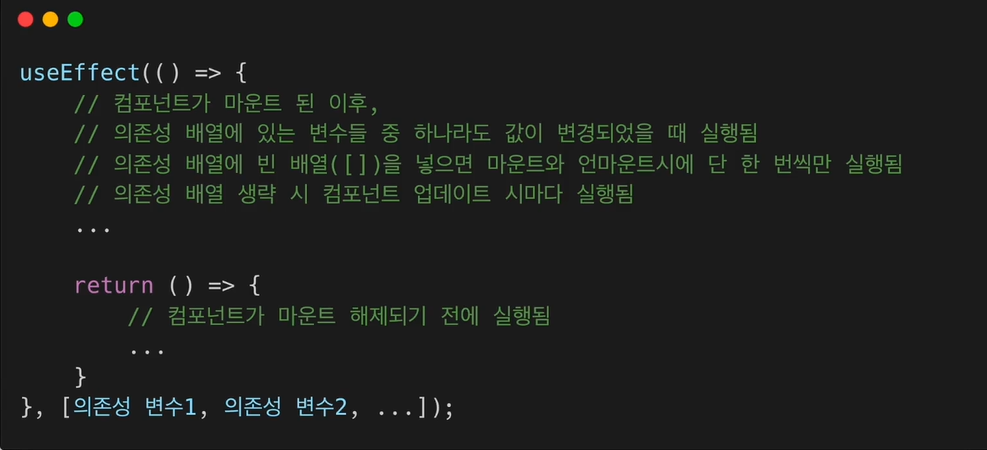 useEffect(() => {
    // 컴포넌트가 마운트 된 이후,
    // 의존성 배열에 있는 변수들 중 하나라도 값이 변경되었을 때 실행됨
    // 의존성 배열에 빈 배열([])을 넣으면 마운트와 언마운트시에 단 한 번씩만 실행됨
    // 의존성 배열 생략 시 컴포넌트 업데이트 시마다 실행됨
    ...
    return () => {
        // 컴포넌트가 마운트 해제되기 전에 실행됨
        ...
    }
}, [의존성 변수1, 의존성 변수2, ...]);